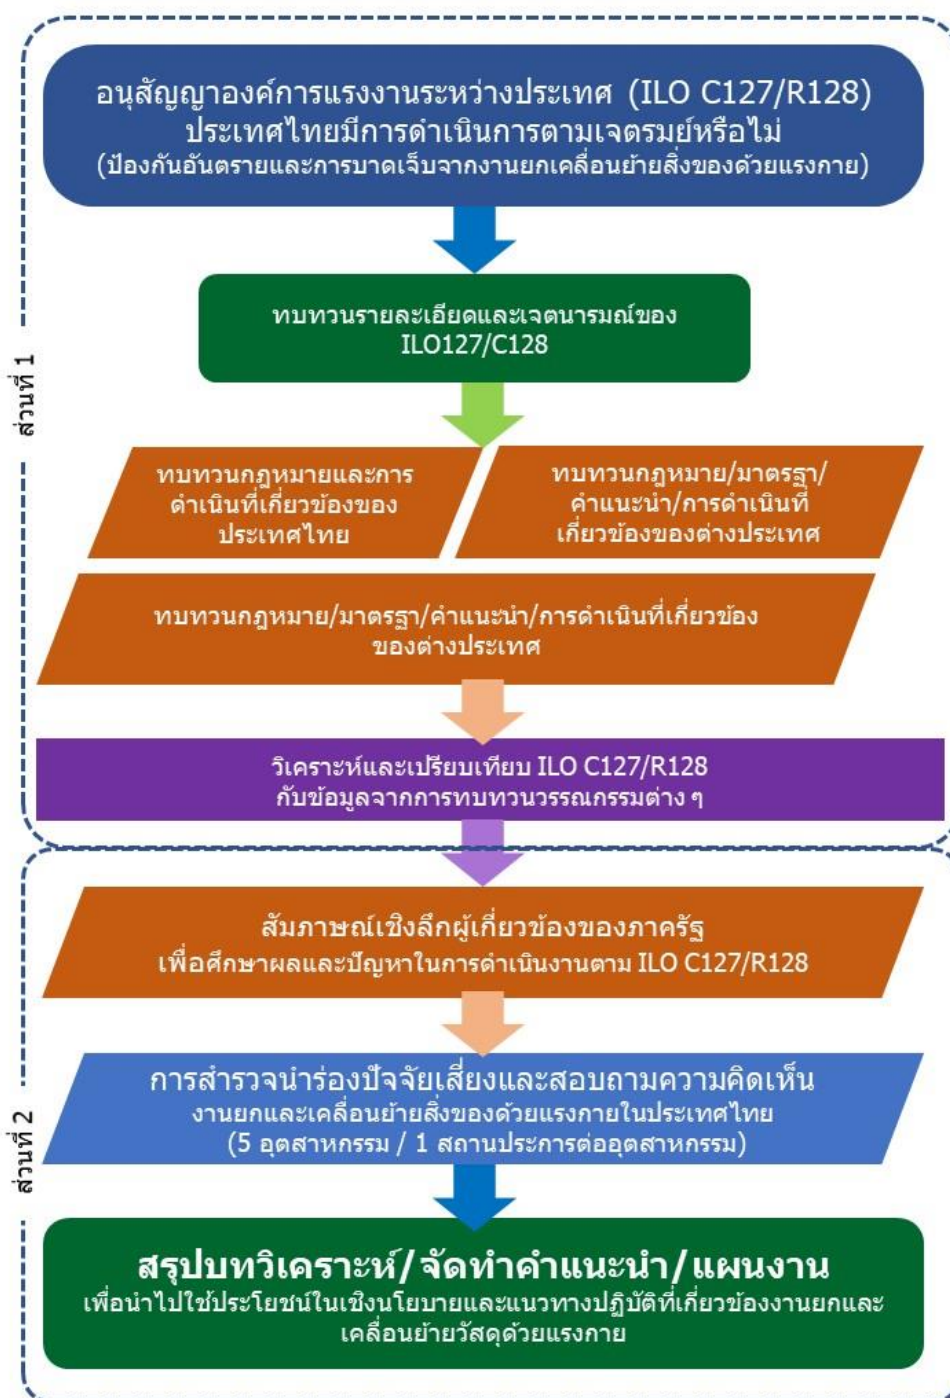 อนุสัญญาองค์การแรงงานระหว่างประเทศ (ILO C127/R128)
ประเทศไทยมีการดำเนินการตามเจตรมย์หรือไม่
(ป้องกันอันตรายและการบาดเจ็บจากงานยกเคลื่อนย้ายสิ่งของด้วยแรงกาย)
ทบทวนรายละเอียดและเจตนารมณ์ของ
ILO127/C128
ส่วนที่ 1
ทบทวนกฎหมายและการ
ดำเนินที่เกี่ยวข้องของ
ประเทศไทย
ทบทวนกฎหมาย/มาตรฐา/
คำแนะนำ/การดำเนินที่
เกี่ยวข้องของต่างประเทศ
ทบทวนกฎหมาย/มาตรฐา/คำแนะนำ/การดำเนินที่เกี่ยวข้อง
ของต่างประเทศ
วิเคราะห์และเปรียบเทียบ ILO C127/R128
กับข้อมูลจากการทบทวนวรรณกรรมต่าง ๆ
สัมภาษณ์เชิงลึกผู้เกี่ยวข้องของภาครัฐ
เพื่อศึกษาผลและปัญหาในการดำเนินงานตาม ILO C127/R128
การสำรวจนำร่องปัจจัยเสี่ยงและสอบถามความคิดเห็น
งานยกและเคลื่อนย้ายสิ่งของด้วยแรงกายในประเทศไทย
(5 อุตสาหกรรม / 1 สถานประการต่ออุตสาหกรรม)
ส่วนที่ 2
สรุปบทวิเคราะห์/จัดทำคำแนะนำ/แผนงาน
เพื่อนำไปใช้ประโยชน์ในเชิงนโยบายและแนวทางปฏิบัติที่เกี่ยวข้องงานยกและ
เคลื่อนย้ายวัสดุด้วยแรงกาย